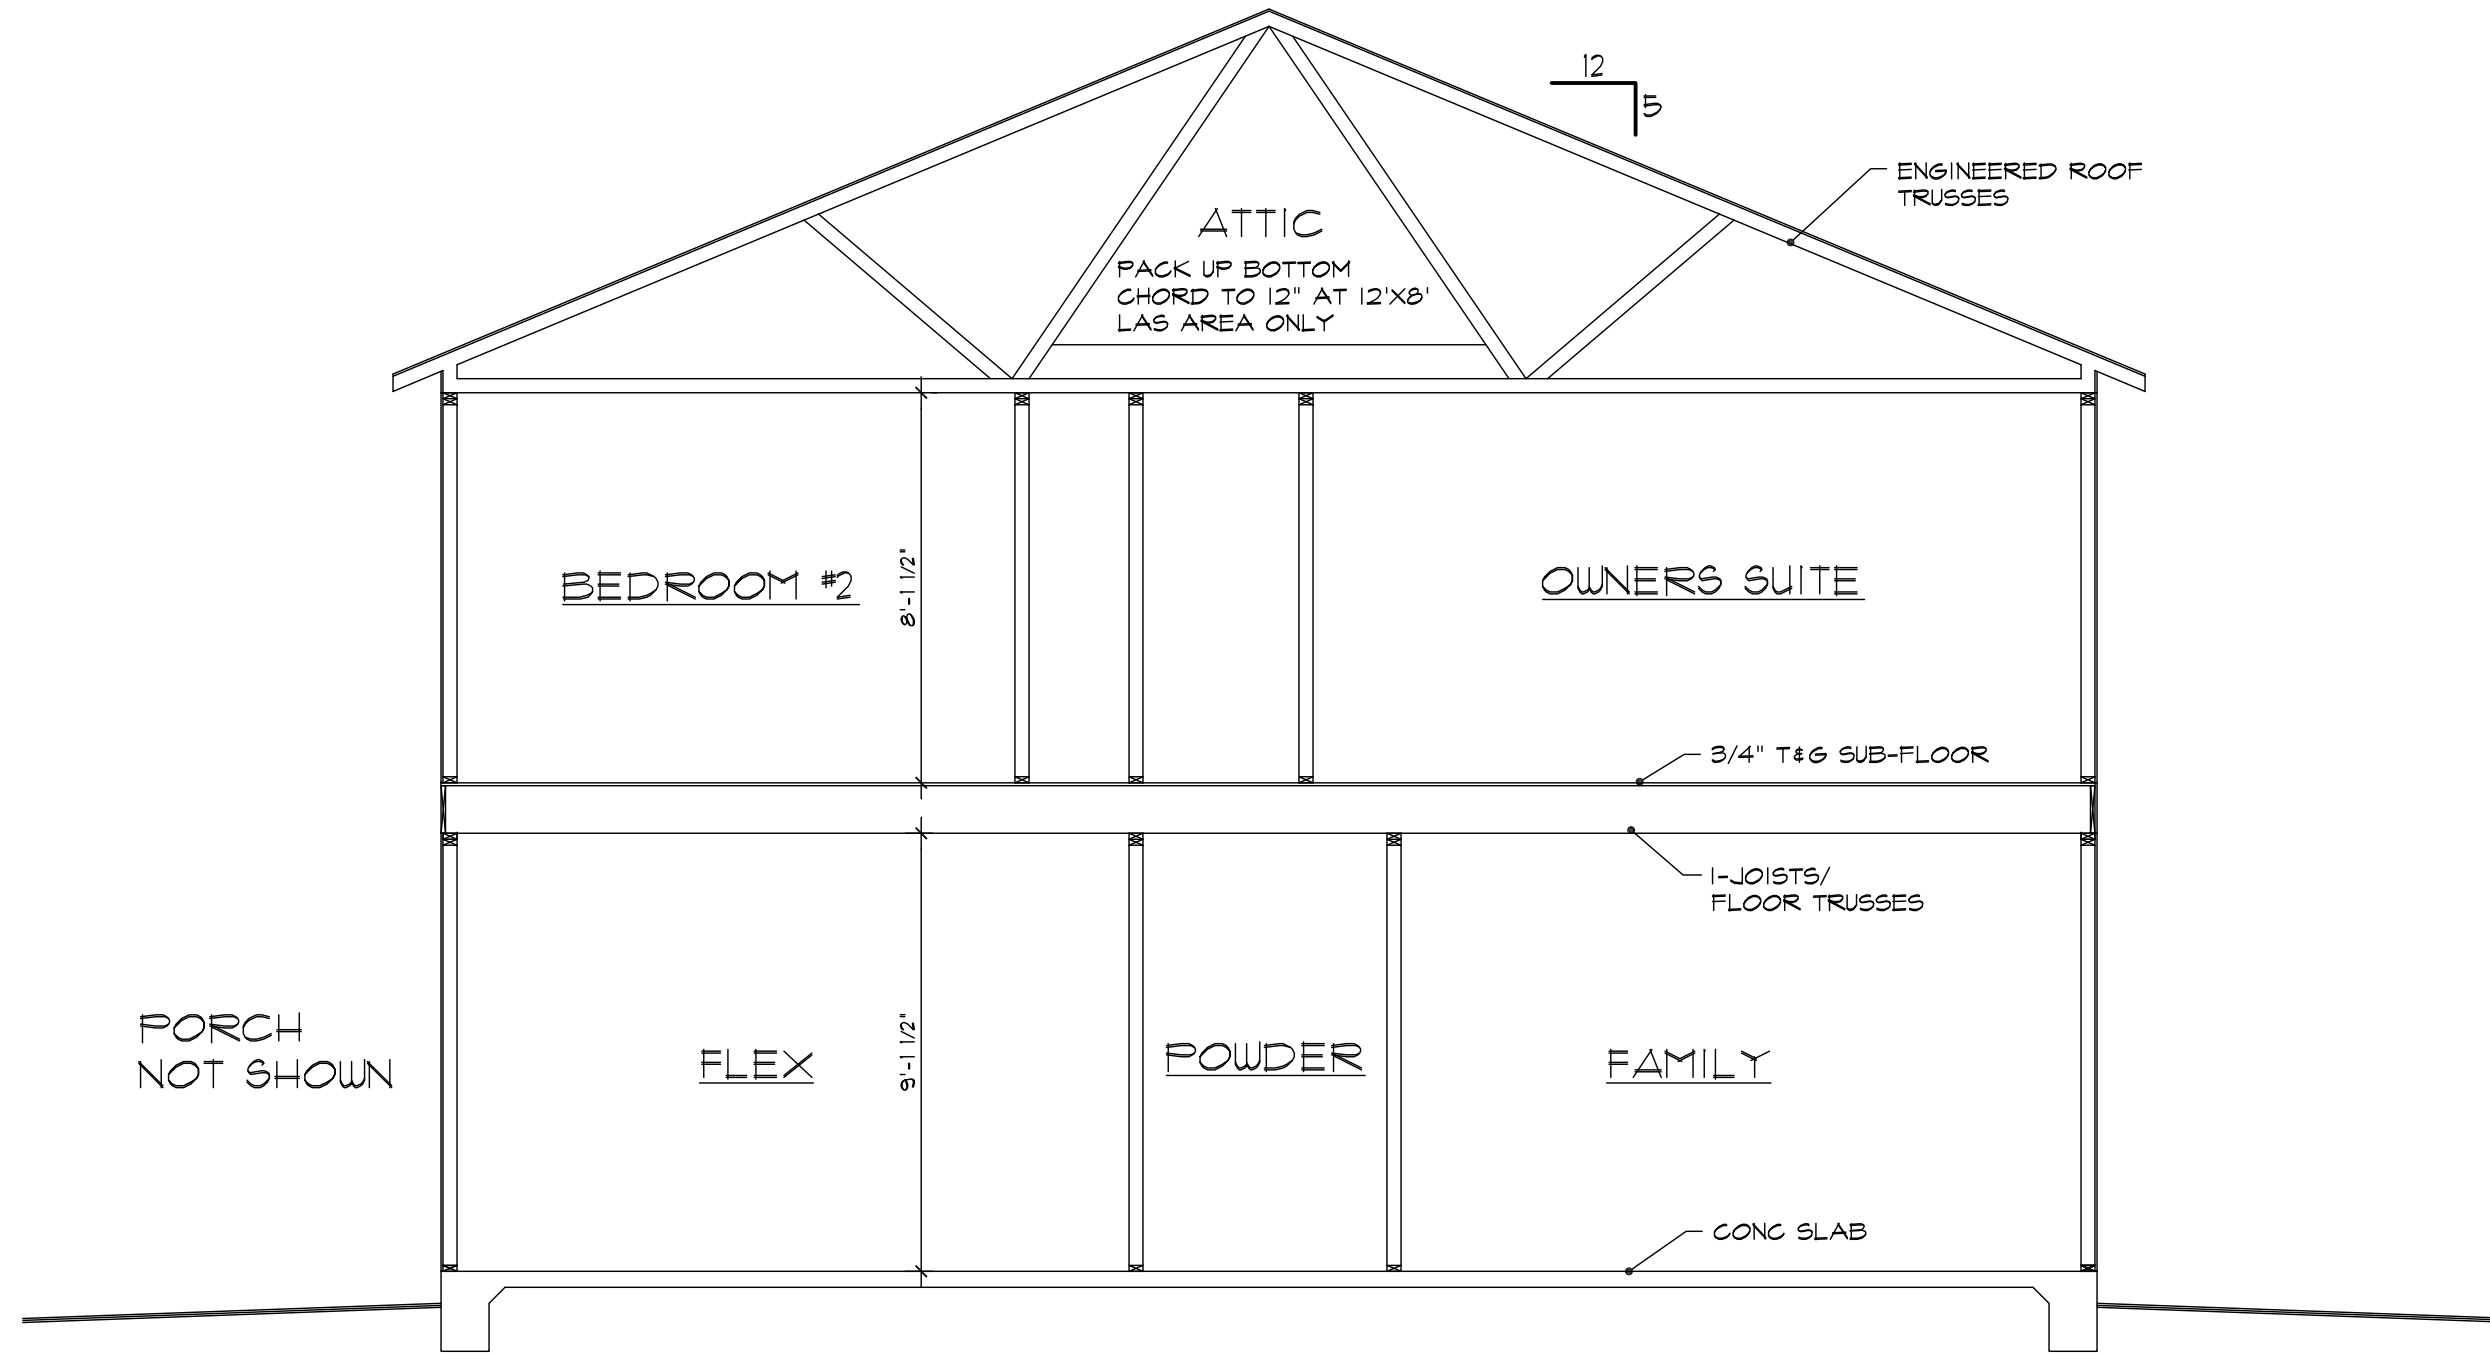 12
5
ENGINEERED ROOF
TRUSSES
ATTIC
PACK UP BOTTOM
CHORD TO 12" AT 12'X8'
LAS AREA ONLY
BEDROOM #2
8'-1 1/2"
OWNERS SUITE
3/4" T&G SUB-FLOOR
I-JOISTS/
FLOOR TRUSSES
PORCH
NOT SHOWN
FLEX
9'-1 1/2"
POWDER
FAMILY
CONC SLAB